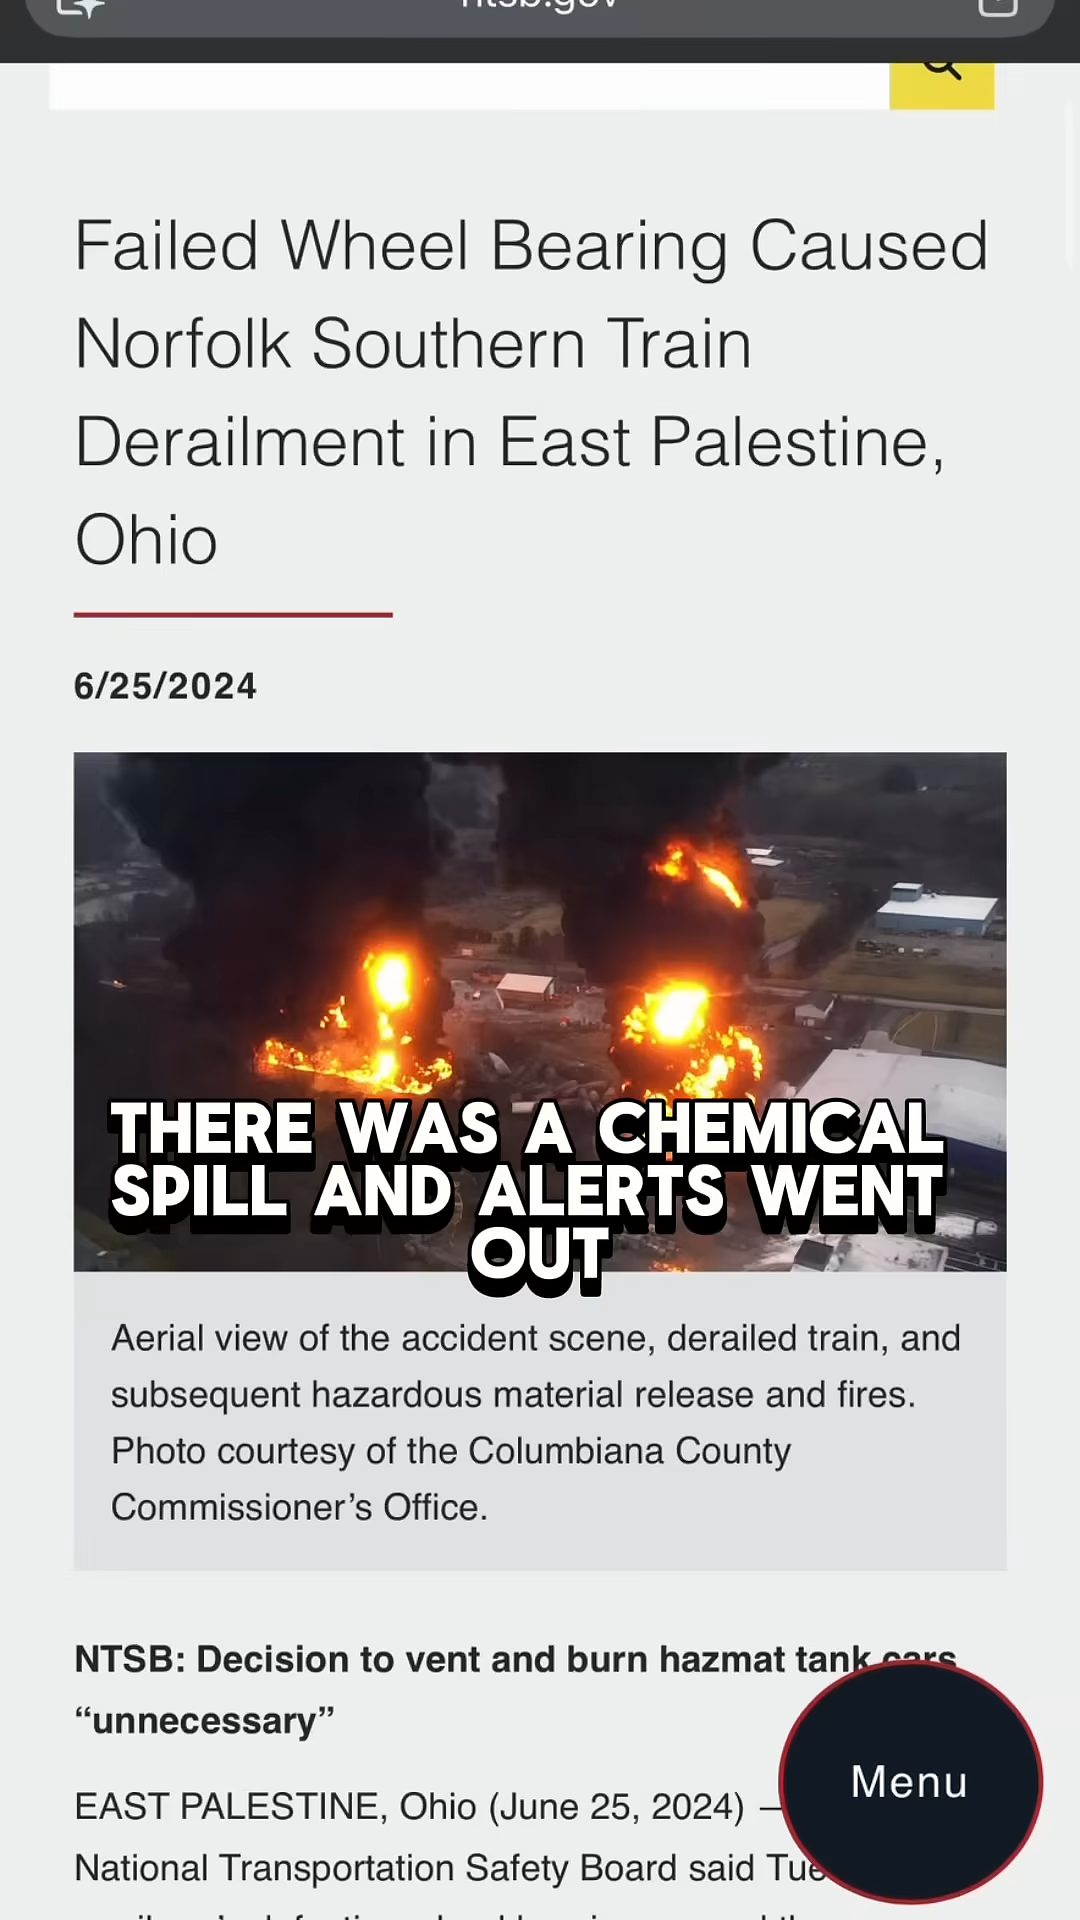 ntsb.gov
Failed Wheel Bearing Caused
Norfolk Southern Train
Derailment in East Palestine,
Ohio
6/25/2024
THERE WAS A CHEMICAL
SPILL AND ALERTS WENT
OUT
Aerial view of the accident scene, derailed train, and
subsequent hazardous material release and fires.
Photo courtesy of the Columbiana County
Commissioner’s Office.
NTSB: Decision to vent and burn hazmat tank cars
“unnecessary”
Menu
EAST PALESTINE, Ohio (June 25, 2024) —
National Transportation Safety Board said Tue